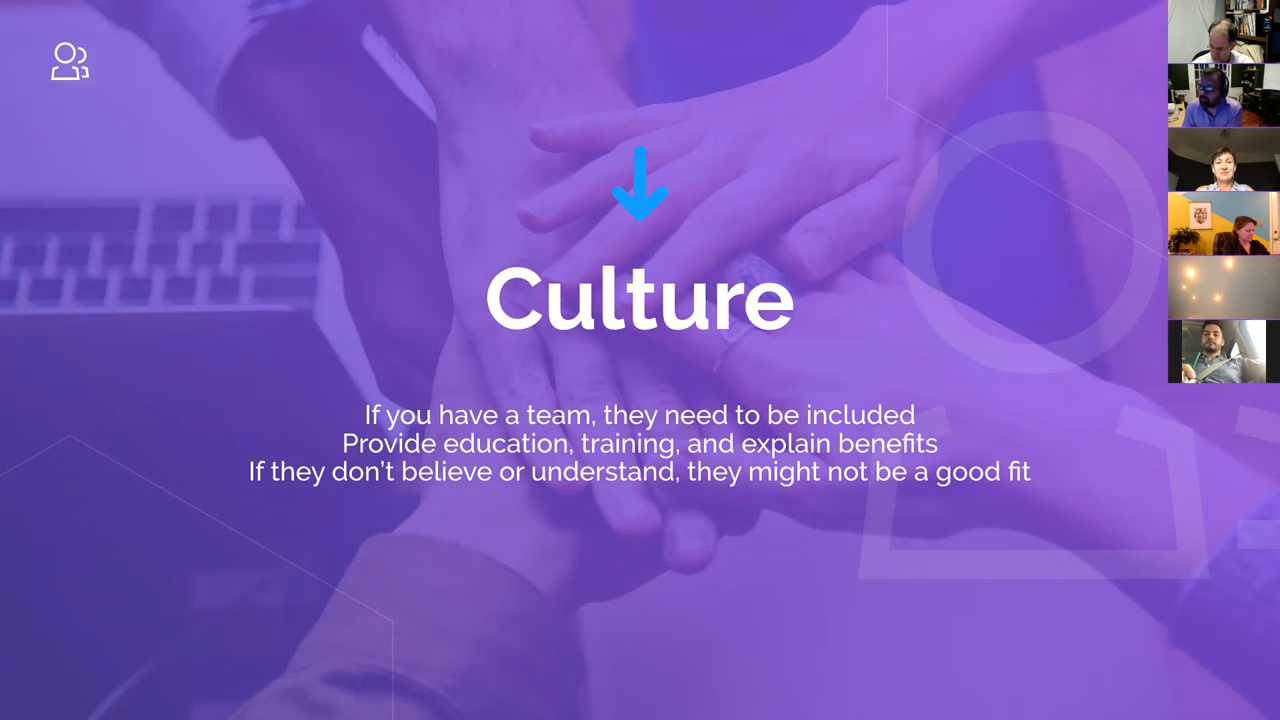 Culture
If you have a team, they need to be included
Provide education, training, and explain benefits
If they don’t believe or understand, they might not be a good fit